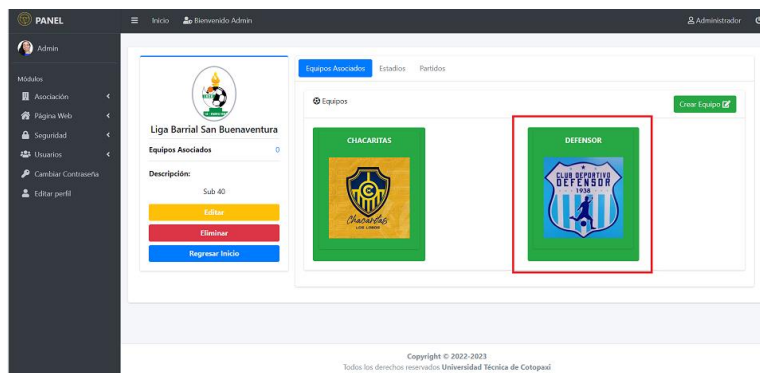 PANEL
Inicio
Bienvenido Admin
Administrador
Admin
Módulos
Asociación
Página Web
Seguridad
Usuarios
Cambiar Contraseña
Editar perfil
Liga Barrial San Buenaventura
Equipos Asociados 0
Descripción:
Sub 40
Editar
Eliminar
Regresar Inicio
Equipos Asociados
Estadios
Partidos
Equipos
Crear Equipo
CHACARITAS
C
Chacaritas
LOS LOBOS
DEFENSOR
CLUB DEPORTIVO
DEFENSOR
1938
Copyright © 2022-2023
Todos los derechos reservados Universidad Técnica de Cotopaxi